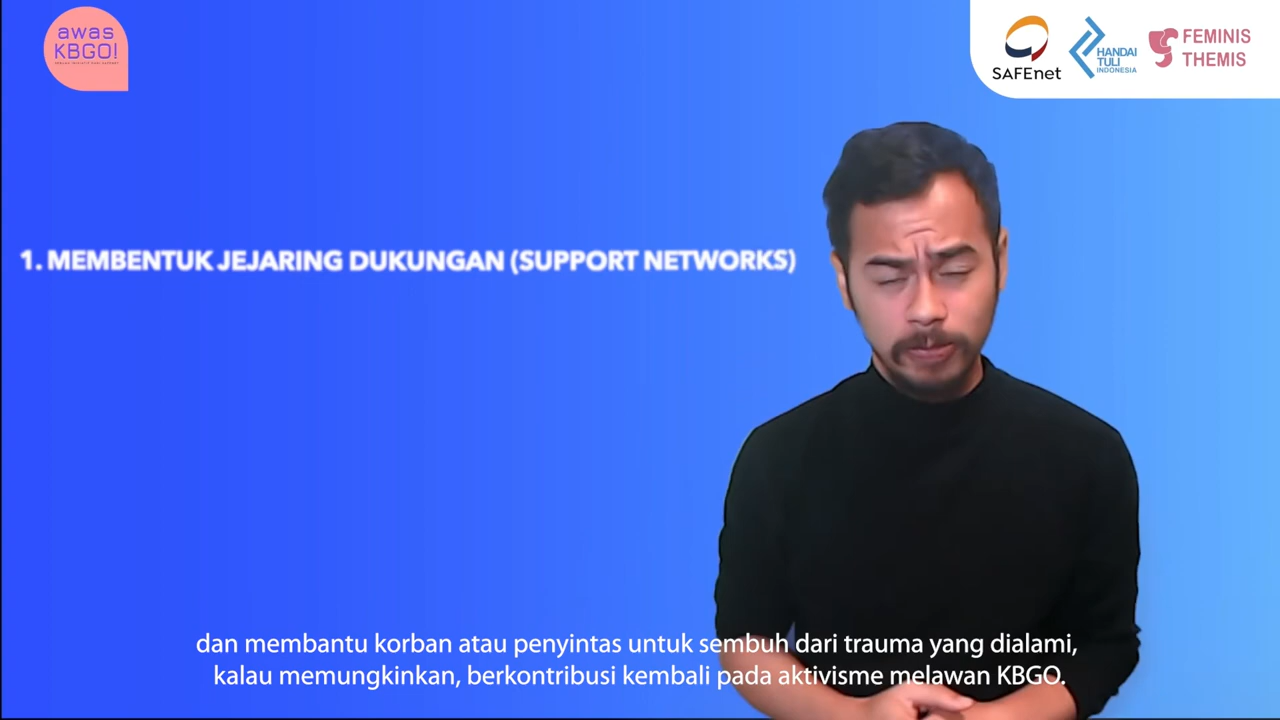 awas
KBGO!
SAFEnet
HANDAI
TULI
INDONESIA
FEMINIS
THEMIS
1. MEMBENTUK JEJARING DUKUNGAN (SUPPORT NETWORKS)
dan membantu korban atau penyintas untuk sembuh dari trauma yang dialami,
kalau memungkinkan, berkontribusi kembali pada aktivisme melawan KBGO.